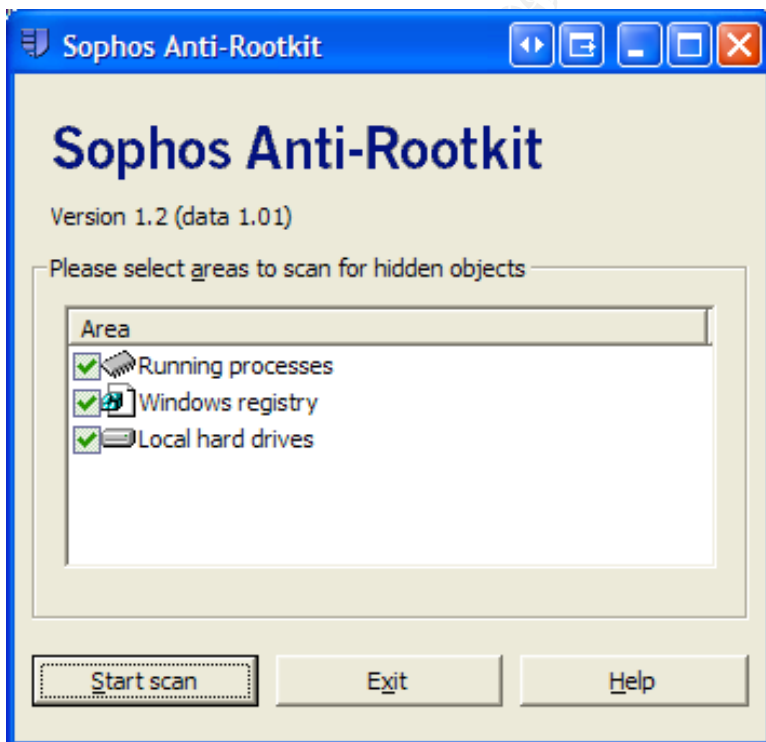 Sophos Anti-Rootkit
Sophos Anti-Rootkit
Version 1.2 (data 1.01)
Please select areas to scan for hidden objects
Area
Running processes
Windows registry
Local hard drives
Start scan
Exit
Help